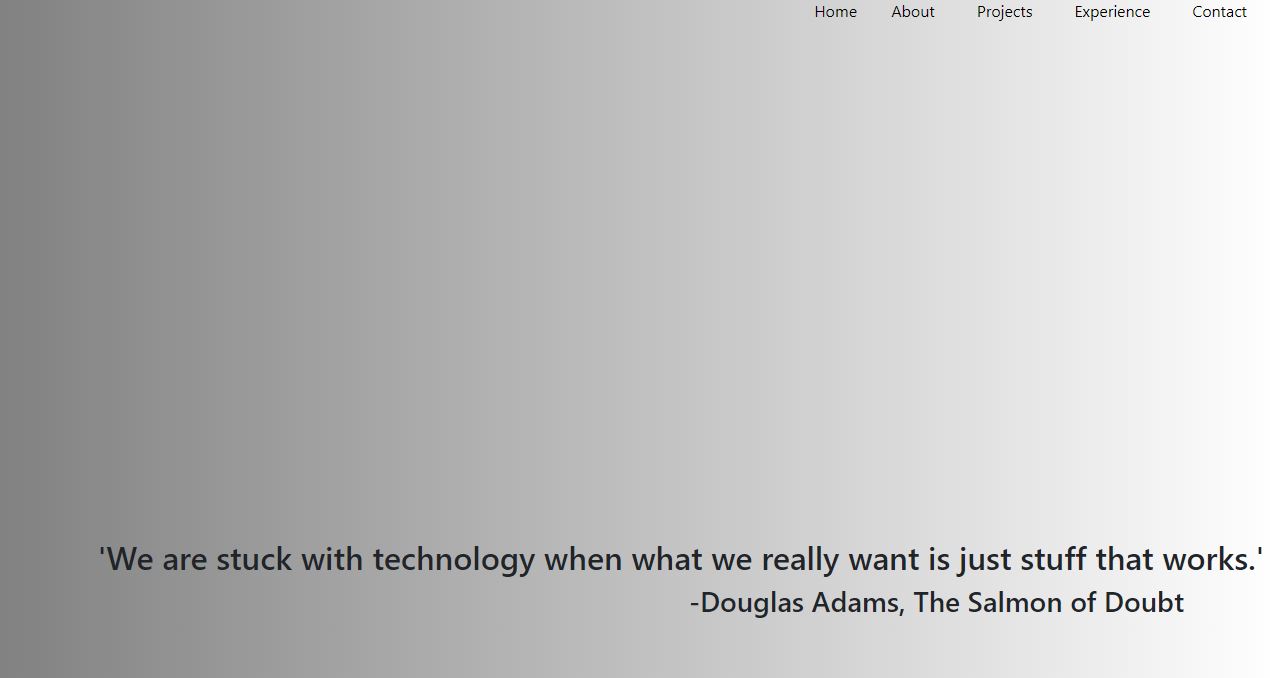 Home About Projects Experience Contact
'We are stuck with technology when what we really want is just stuff that works.'
-Douglas Adams, The Salmon of Doubt